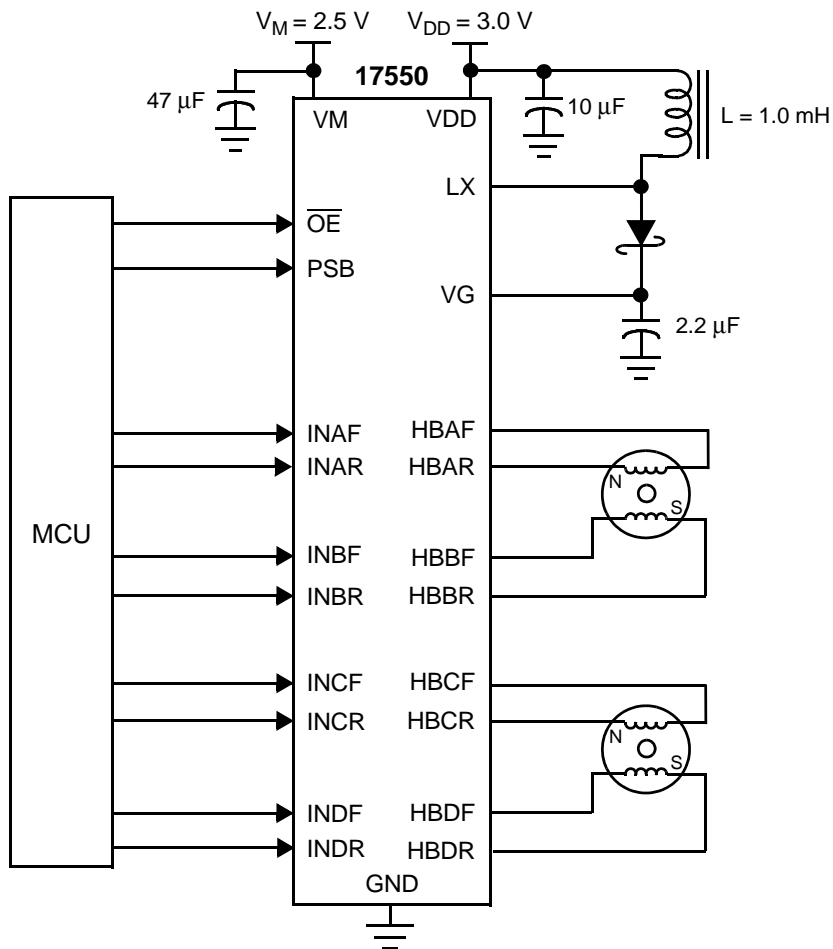 V_M = 2.5 V
V_DD = 3.0 V
17550
47 μF
10 μF
L = 1.0 mH
VM
VDD
LX
O̅E̅
PSB
VG
2.2 μF
INAF
HBAF
INAR
HBAR
N
S
MCU
INBF
HBBF
INBR
HBBR
INCF
HBCF
INCR
HBCR
N
S
INDF
HBDF
INDR
HBDR
GND